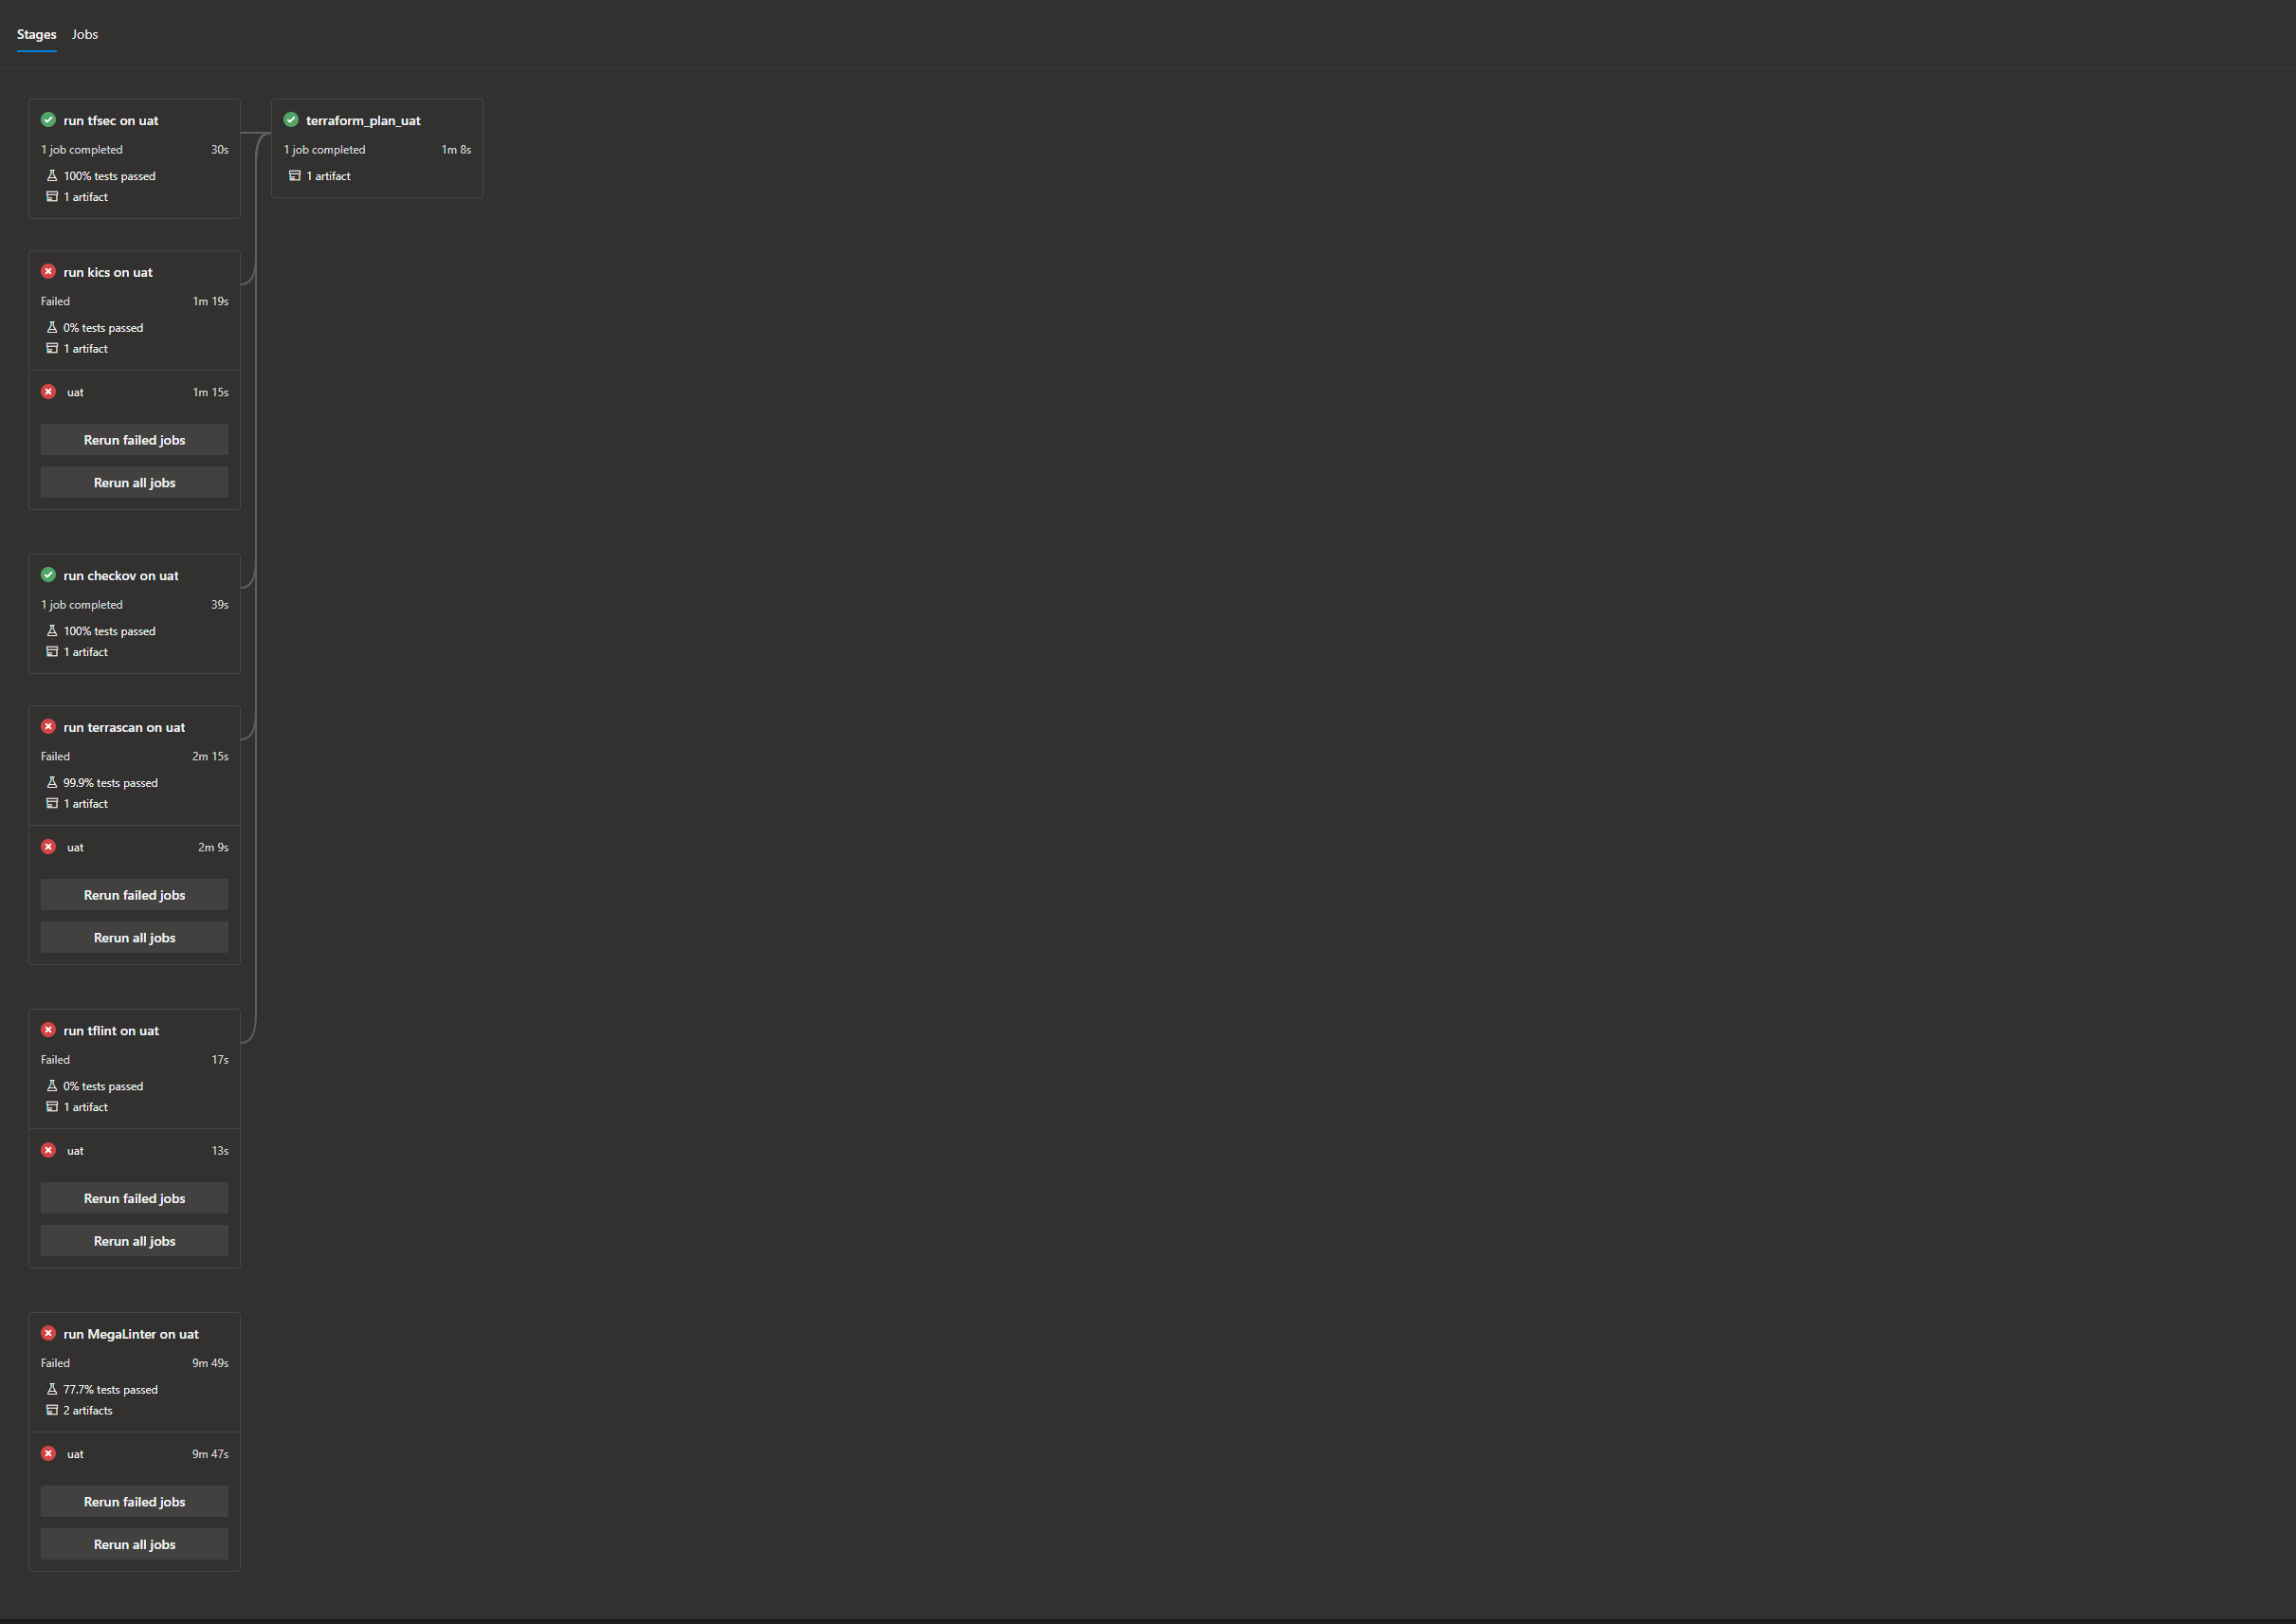 Stages Jobs
run tfsec on uat
1 job completed 30s
100% tests passed
1 artifact
terraform_plan_uat
1 job completed 1m 8s
1 artifact
run kics on uat
Failed 1m 19s
0% tests passed
1 artifact
uat 1m 15s
Rerun failed jobs
Rerun all jobs
run checkov on uat
1 job completed 39s
100% tests passed
1 artifact
run terrascan on uat
Failed 2m 15s
99.9% tests passed
1 artifact
uat 2m 9s
Rerun failed jobs
Rerun all jobs
run tflint on uat
Failed 17s
0% tests passed
1 artifact
uat 13s
Rerun failed jobs
Rerun all jobs
run MegaLinter on uat
Failed 9m 49s
77.7% tests passed
2 artifacts
uat 9m 47s
Rerun failed jobs
Rerun all jobs